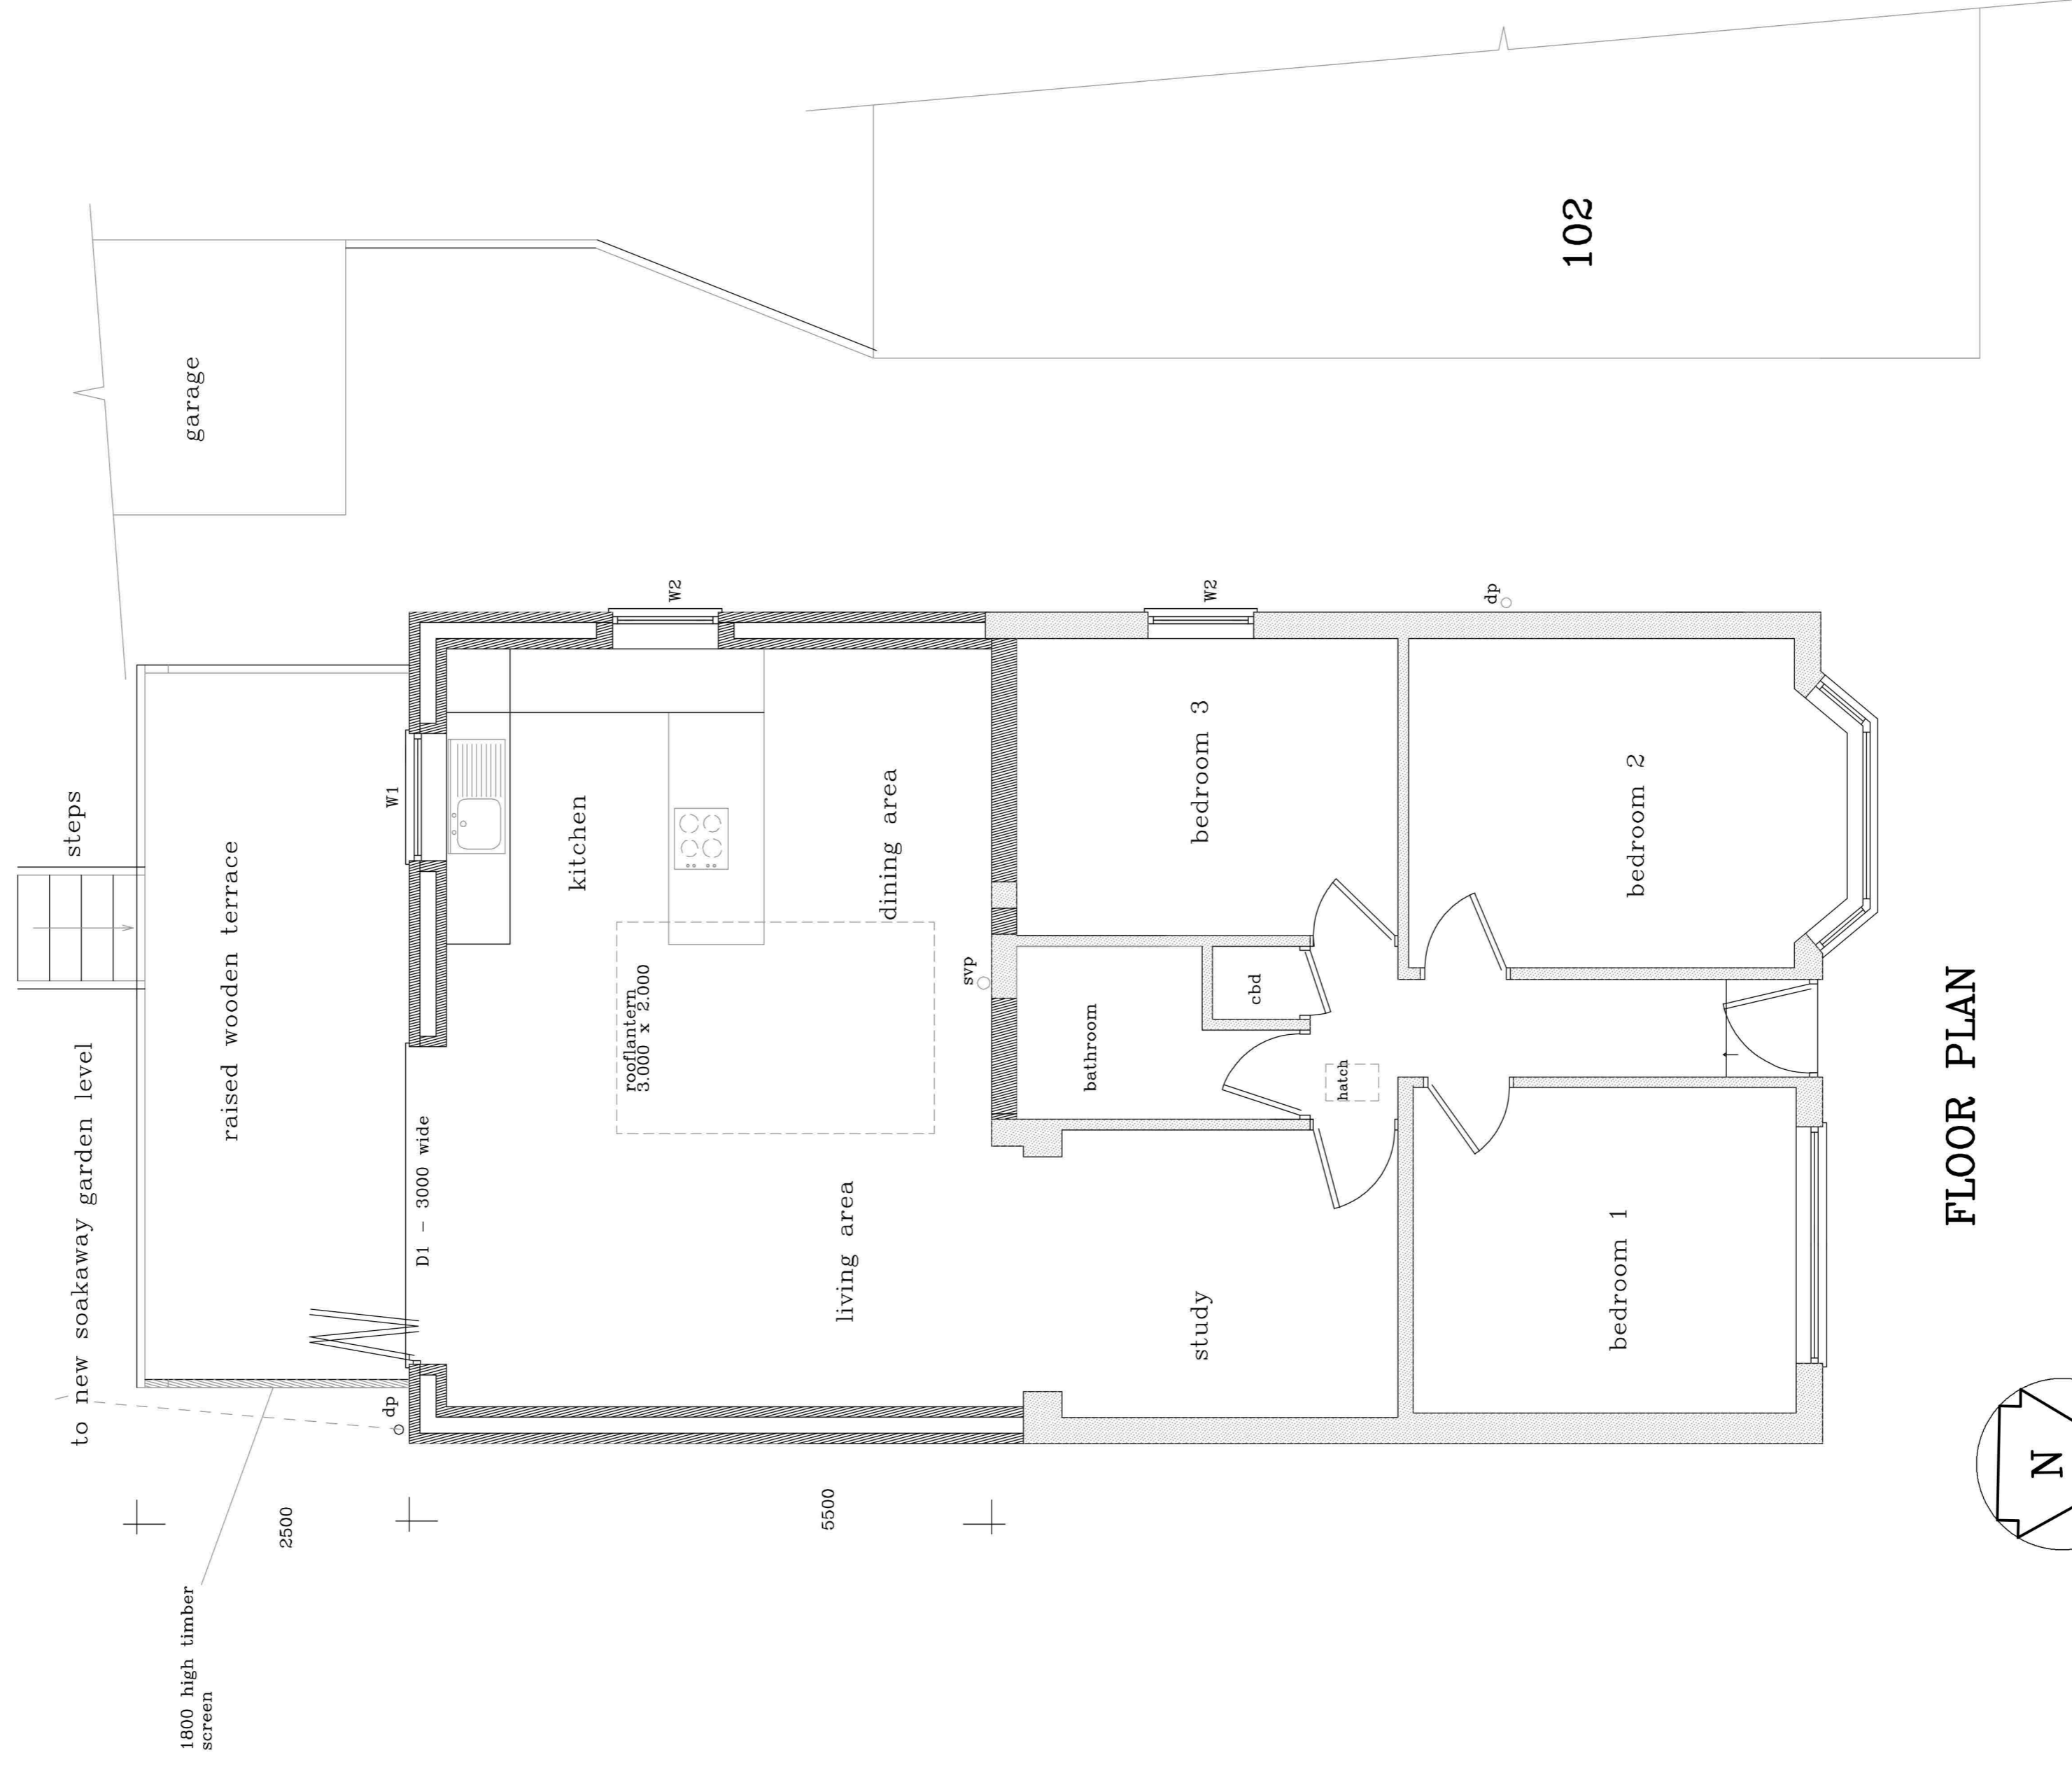 steps
to new soakaway garden level
raised wooden terrace
garage
1800 high timber
screen
2500
dp
W1
D1 - 3000 wide
kitchen
W2
rooflantern
3.000 x 2.000
5500
living area
dining area
svp
bathroom
bedroom 3
W2
study
cbd
hatch
dp
102
bedroom 1
bedroom 2
FLOOR PLAN
N